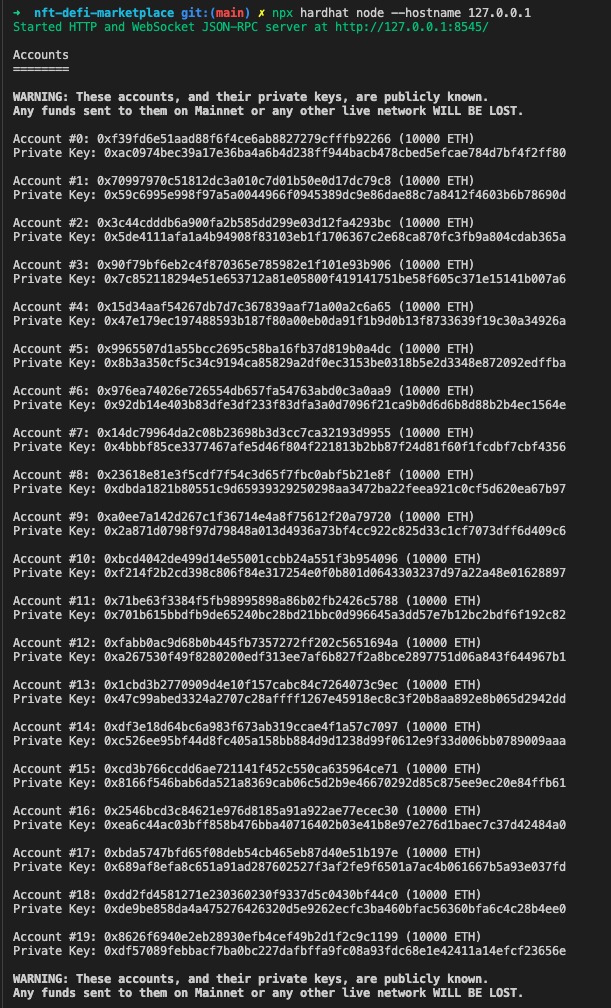 ➜  nft-defi-marketplace git:(main) ✗ npx hardhat node --hostname 127.0.0.1
Started HTTP and WebSocket JSON-RPC server at http://127.0.0.1:8545/
Accounts
========
WARNING: These accounts, and their private keys, are publicly known.
Any funds sent to them on Mainnet or any other live network WILL BE LOST.
Account #0: 0xf39fd6e51aad88f6f4ce6ab8827279cfffb92266 (10000 ETH)
Private Key: 0xac0974bec39a17e36ba4a6b4d238ff944bacb478cbed5efcae784d7bf4f2ff80
Account #1: 0x70997970c51812dc3a010c7d01b50e0d17dc79c8 (10000 ETH)
Private Key: 0x59c6995e998f97a5a0044966f0945389dc9e86dae88c7a8412f4603b6b78690d
Account #2: 0x3c44cdddb6a900fa2b585dd299e03d12fa4293bc (10000 ETH)
Private Key: 0x5de4111afa1a4b94908f83103eb1f1706367c2e68ca870fc3fb9a804cdab365a
Account #3: 0x90f79bf6eb2c4f870365e785982e1f101e93b906 (10000 ETH)
Private Key: 0x7c852118294e51e653712a81e05800f419141751be58f605c371e15141b007a6
Account #4: 0x15d34aaf54267db7d7c367839aaf71a00a2c6a65 (10000 ETH)
Private Key: 0x47e179ec197488593b187f80a00eb0da91f1b9d0b13f8733639f19c30a34926a
Account #5: 0x9965507d1a55bcc2695c58ba16fb37d819b0a4dc (10000 ETH)
Private Key: 0x8b3a350cf5c34c9194ca85829a2df0ec3153be0318b5e2d3348e872092edffba
Account #6: 0x976ea74026e726554db657fa54763abd0c3a0aa9 (10000 ETH)
Private Key: 0x92db14e403b83dfe3df233f83dfa3a0d7096f21ca9b0d6d6b8d88b2b4ec1564e
Account #7: 0x14dc79964da2c08b23698b3d3cc7ca32193d9955 (10000 ETH)
Private Key: 0x4bbbf85ce3377467afe5d46f804f221813b2bb87f24d81f60f1fcdbf7cbf4356
Account #8: 0x23618e81e3f5cdf7f54c3d65f7fbc0abf5b21e8f (10000 ETH)
Private Key: 0xdbda1821b80551c9d65939329250298aa3472ba22feea921c0cf5d620ea67b97
Account #9: 0xa0ee7a142d267c1f36714e4a8f75612f20a79720 (10000 ETH)
Private Key: 0x2a871d0798f97d79848a013d4936a73bf4cc922c825d33c1cf7073dff6d409c6
Account #10: 0xbcd4042de499d14e55001ccbb24a551f3b954096 (10000 ETH)
Private Key: 0xf214f2b2cd398c806f84e317254e0f0b801d0643303237d97a22a48e01628897
Account #11: 0x71be63f3384f5fb98995898a86b02fb2426c5788 (10000 ETH)
Private Key: 0x701b615bbdfb9de65240bc28bd21bbc0d996645a3dd57e7b12bc2bdf6f192c82
Account #12: 0xfabb0ac9d68b0b445fb7357272ff202c5651694a (10000 ETH)
Private Key: 0xa267530f49f8280200edf313ee7af6b827f2a8bce2897751d06a843f644967b1
Account #13: 0x1cbd3b2770909d4e10f157cabc84c7264073c9ec (10000 ETH)
Private Key: 0x47c99abed3324a2707c28affff1267e45918ec8c3f20b8aa892e8b065d2942dd
Account #14: 0xdf3e18d64bc6a983f673ab319ccae4f1a57c7097 (10000 ETH)
Private Key: 0xc526ee95bf44d8fc405a158bb884d9d1238d99f0612e9f33d006bb0789009aaa
Account #15: 0xcd3b766ccdd6ae721141f452c550ca635964ce71 (10000 ETH)
Private Key: 0x8166f546bab6da521a8369cab06c5d2b9e46670292d85c875ee9ec20e84ffb61
Account #16: 0x2546bcd3c84621e976d8185a91a922ae77ecec30 (10000 ETH)
Private Key: 0xea6c44ac03bff858b476bba40716402b03e41b8e97e276d1baec7c37d42484a0
Account #17: 0xbda5747bfd65f08deb54cb465eb87d40e51b197e (10000 ETH)
Private Key: 0x689af8efa8c651a91ad287602527f3af2fe9f6501a7ac4b061667b5a93e037fd
Account #18: 0xdd2fd4581271e230360230f9337d5c0430bf44c0 (10000 ETH)
Private Key: 0xde9be858da4a475276426320d5e9262ecfc3ba460bfac56360bfa6c4c28b4ee0
Account #19: 0x8626f6940e2eb28930efb4cef49b2d1f2c9c1199 (10000 ETH)
Private Key: 0xdf57089febbacf7ba0bc227dafbffa9fc08a93fdc68e1e42411a14efcf23656e
WARNING: These accounts, and their private keys, are publicly known.
Any funds sent to them on Mainnet or any other live network WILL BE LOST.